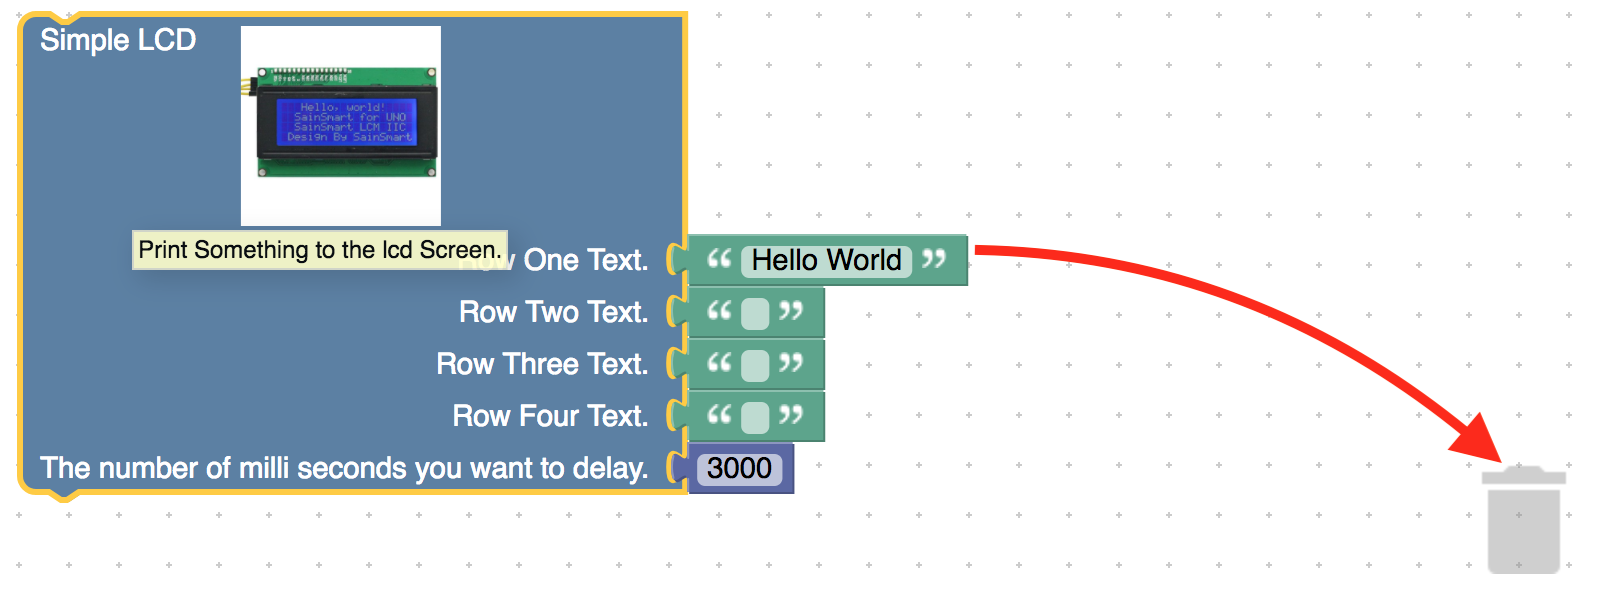 Simple LCD
Hello, world!
SainSmart for UNO
SainSmart LCM IIC
Design By SainSmart
Print Something to the lcd Screen.
One Text.
“ Hello World ”
Row Two Text.
“ ”
Row Three Text.
“ ”
Row Four Text.
“ ”
The number of milli seconds you want to delay.
3000